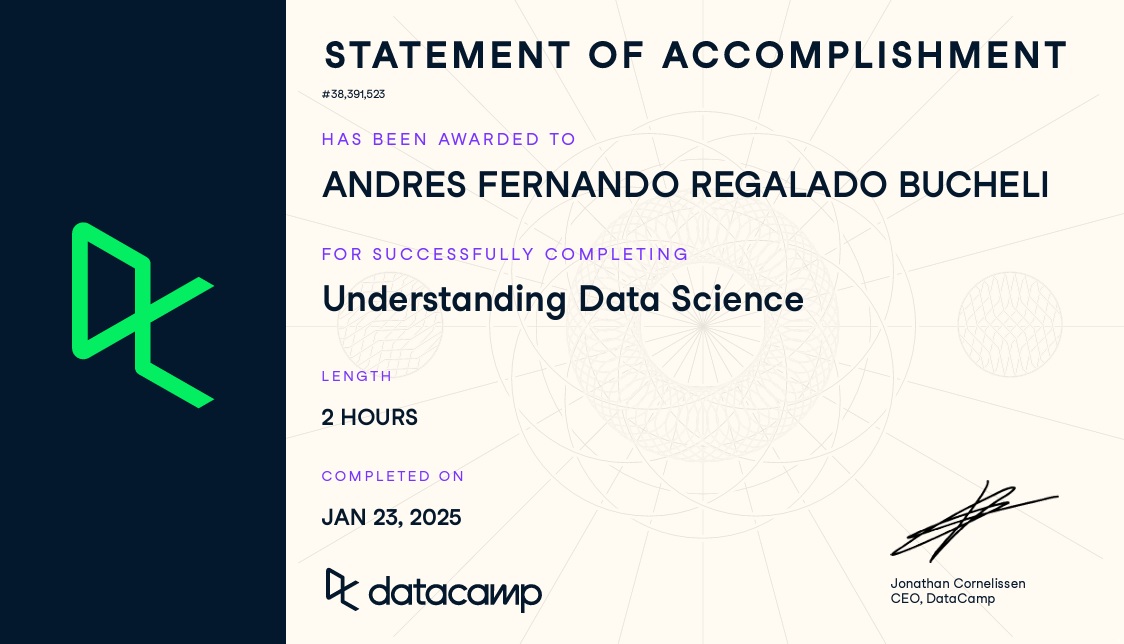 STATEMENT OF ACCOMPLISHMENT
#38,391,523
HAS BEEN AWARDED TO
ANDRES FERNANDO REGALADO BUCHELI
FOR SUCCESSFULLY COMPLETING
Understanding Data Science
LENGTH
2 HOURS
COMPLETED ON
JAN 23, 2025
datacamp
Jonathan Cornelissen
CEO, DataCamp